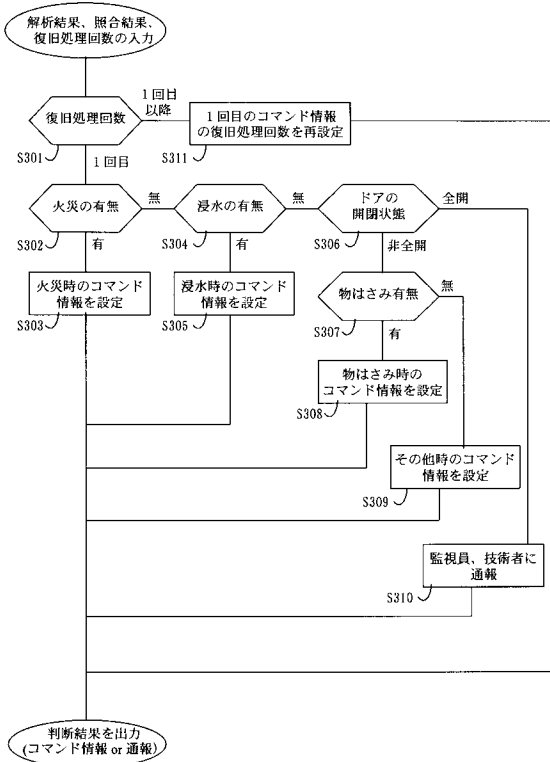 解析結果、照合結果、
復旧処理回数の入力
復旧処理回数
S301
1回目
以降
1回目のコマンド情報
の復旧処理回数を再設定
S311
1回目
火災の有無
S302
無
有
浸水の有無
S304
無
有
ドアの
開閉状態
S306
全開
非全開
火災時のコマンド
情報を設定
S303
浸水時のコマンド
情報を設定
S305
物はさみ有無
S307
無
有
物はさみ時の
コマンド情報を設定
S308
その他時のコマンド
情報を設定
S309
監視員、技術者に
通報
S310
判断結果を出力
(コマンド情報 or 通報)